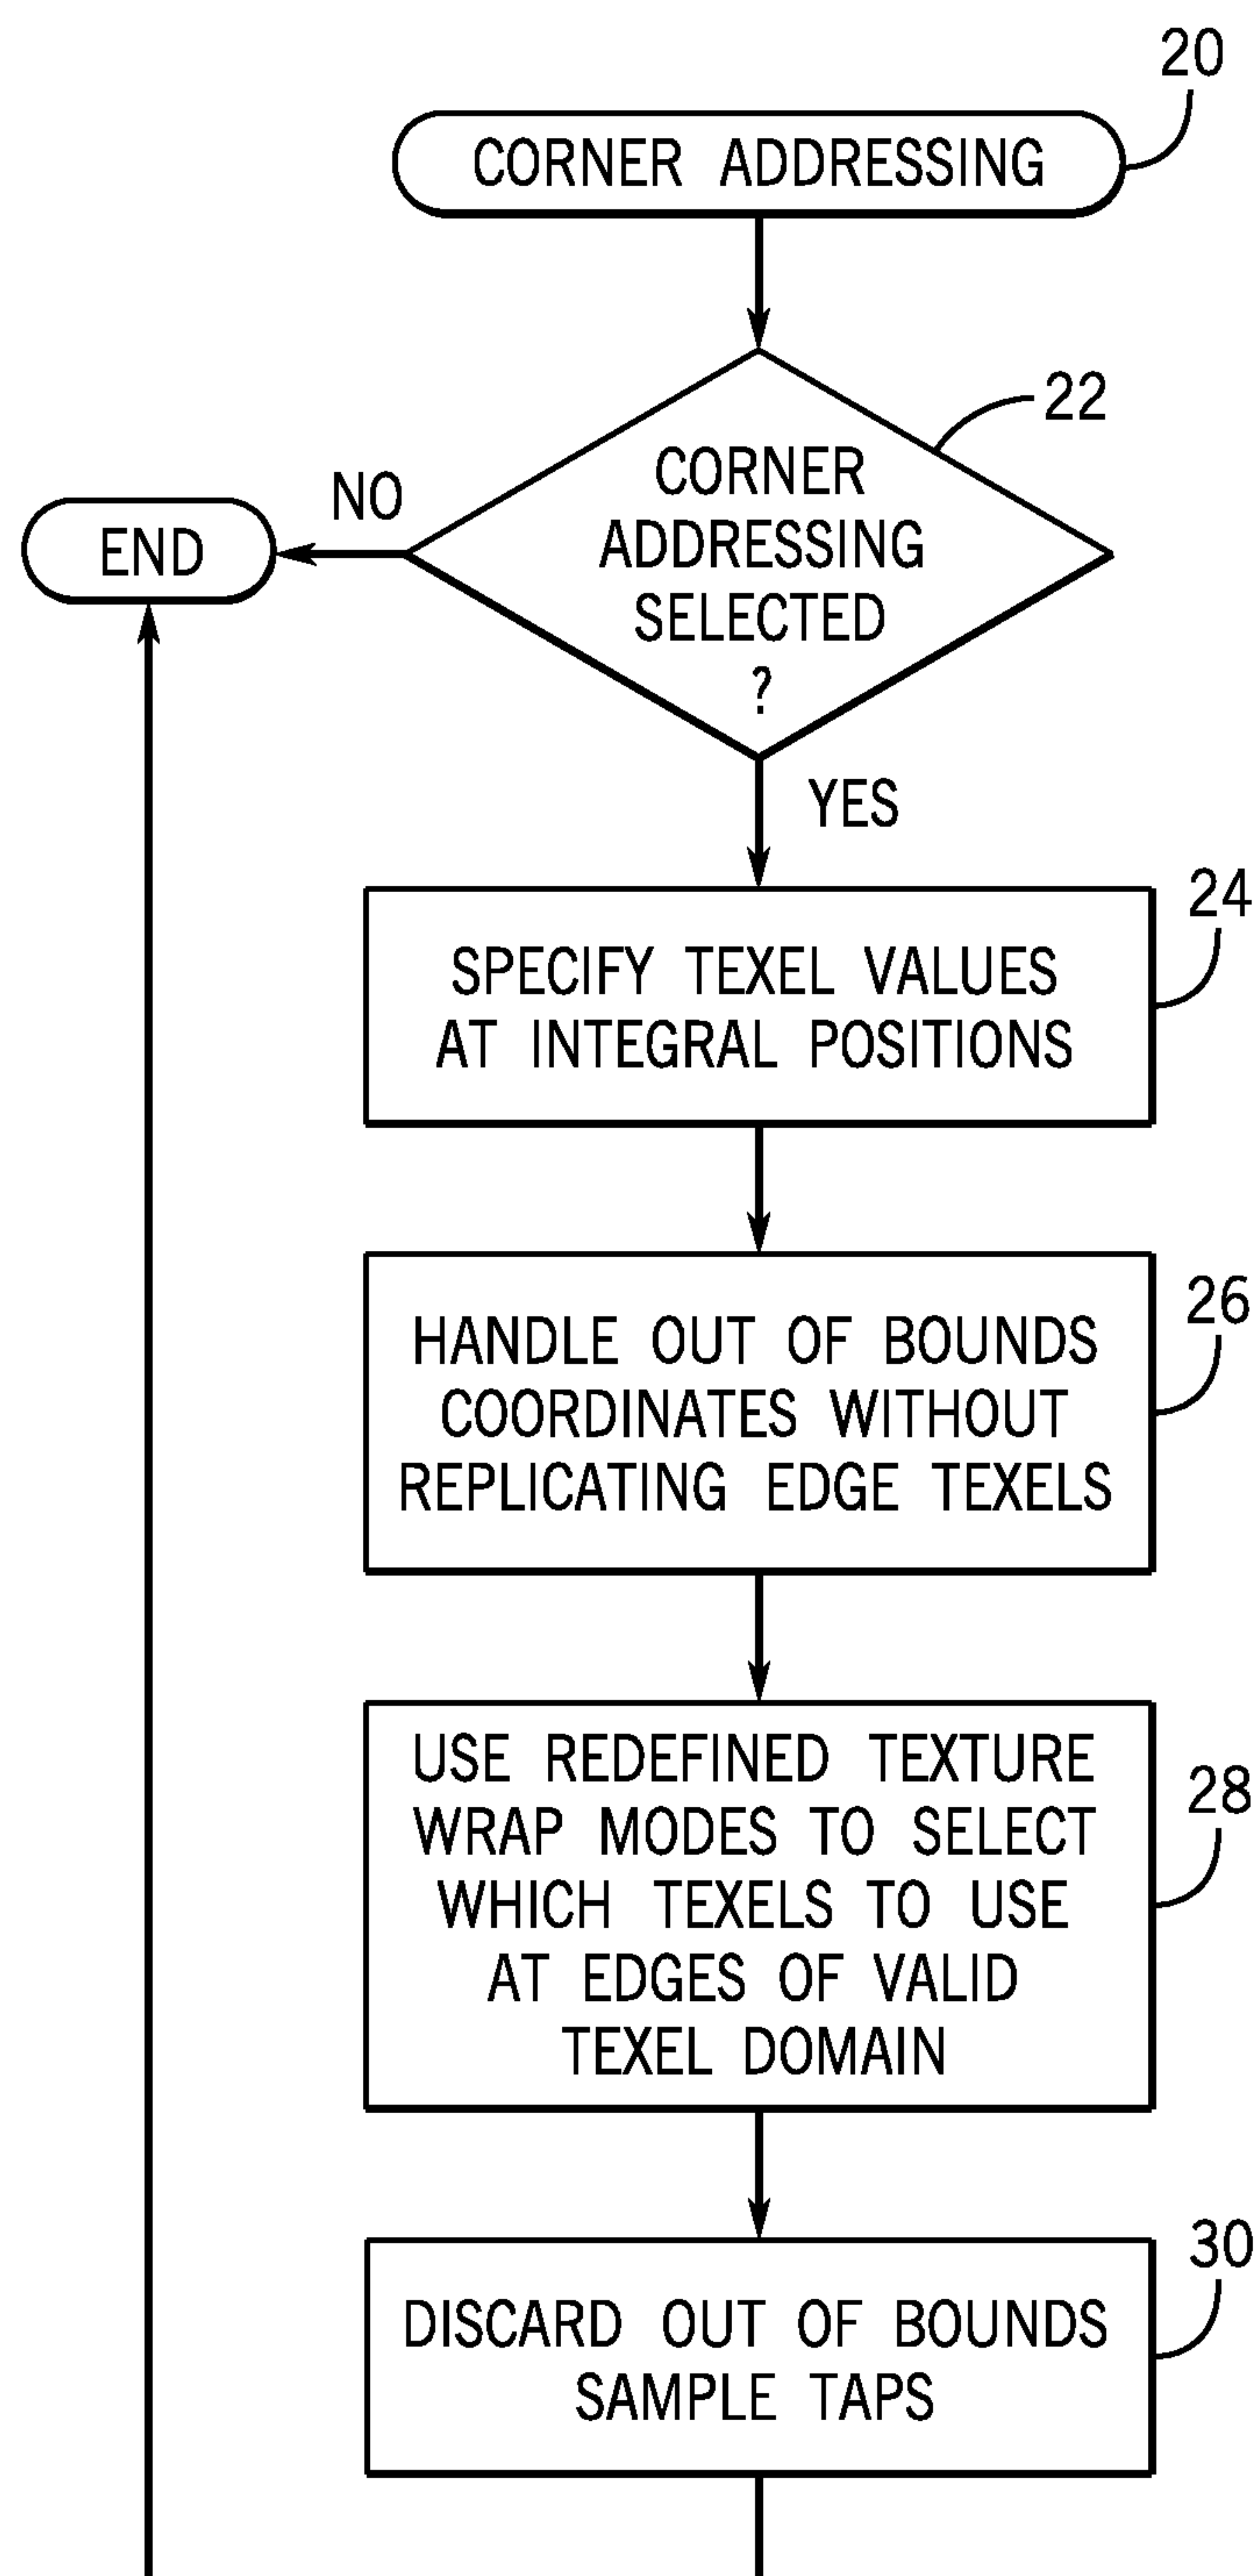 20
CORNER ADDRESSING
22
CORNER
ADDRESSING
SELECTED
?
NO
END
YES
24
SPECIFY TEXEL VALUES
AT INTEGRAL POSITIONS
26
HANDLE OUT OF BOUNDS
COORDINATES WITHOUT
REPLICATING EDGE TEXELS
28
USE REDEFINED TEXTURE
WRAP MODES TO SELECT
WHICH TEXELS TO USE
AT EDGES OF VALID
TEXEL DOMAIN
30
DISCARD OUT OF BOUNDS
SAMPLE TAPS